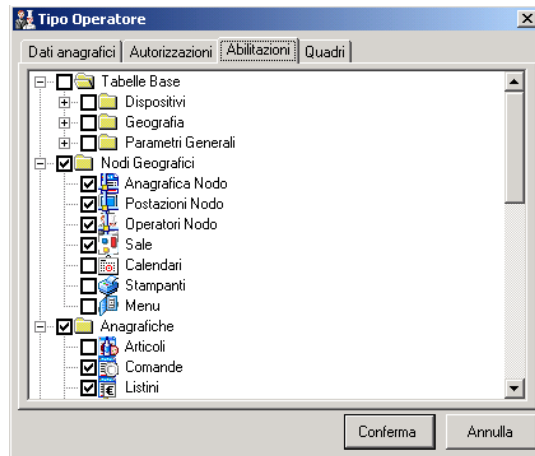 Tipo Operatore
Dati anagrafici Autorizzazioni Abilitazioni Quadri
Tabelle Base
Dispositivi
Geografia
Parametri Generali
Nodi Geografici
Anagrafica Nodo
Postazioni Nodo
Operatori Nodo
Sale
Calendari
Stampanti
Menu
Anagrafiche
Articoli
Comande
Listini
Conferma Annulla